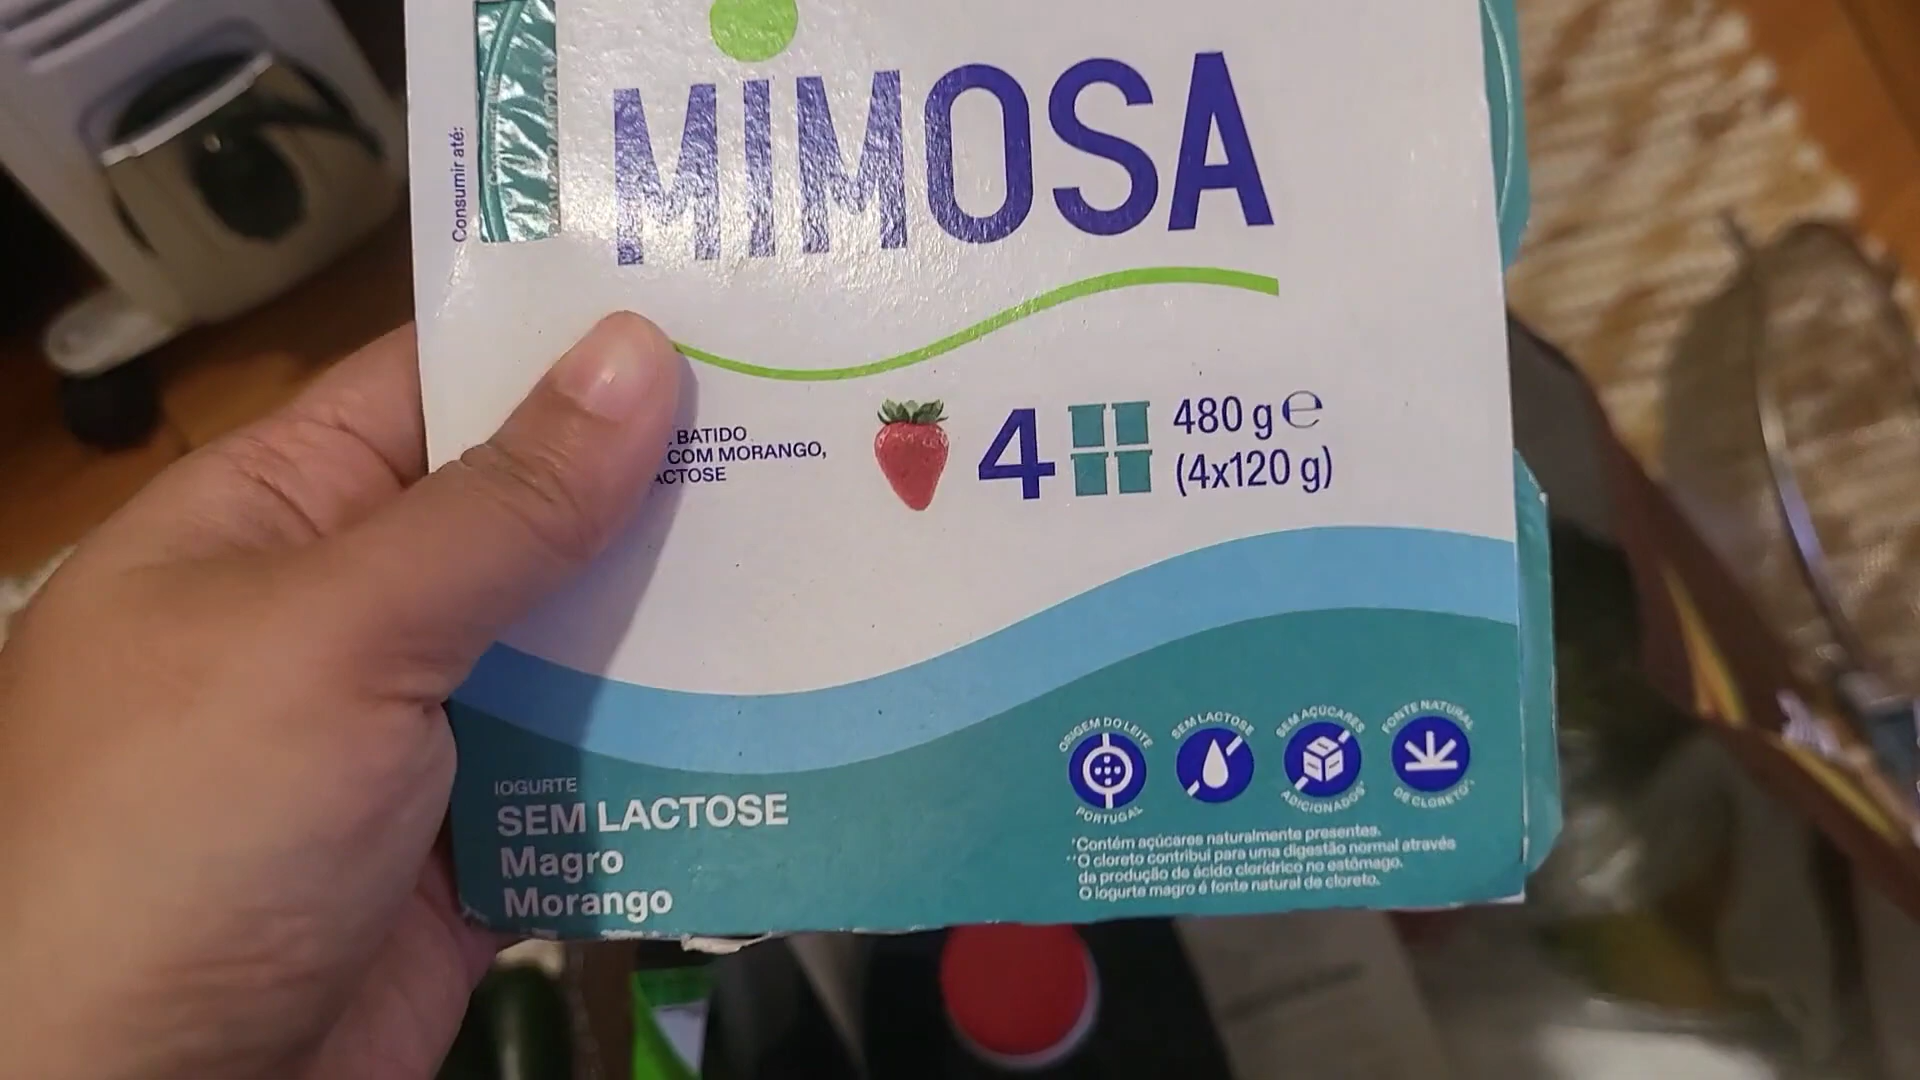 Consumir até:
MIMOSA
BATIDO
COM MORANGO,
4
480 g e
(4x120 g)
ORIGEM DO LEITE
PORTUGAL
SEM LACTOSE
SEM AÇÚCARES
ADICIONADOS*
FONTE NATURAL
DE CLORETO**
IOGURTE
SEM LACTOSE
Magro
Morango
*Contém açúcares naturalmente presentes.
**O cloreto contribui para uma digestão normal através
da produção de ácido clorídrico no estômago.
O iogurte magro é fonte natural de cloreto.